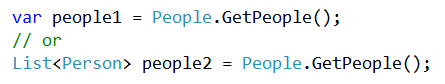 var people1 = People.GetPeople();
// or
List<Person> people2 = People.GetPeople();